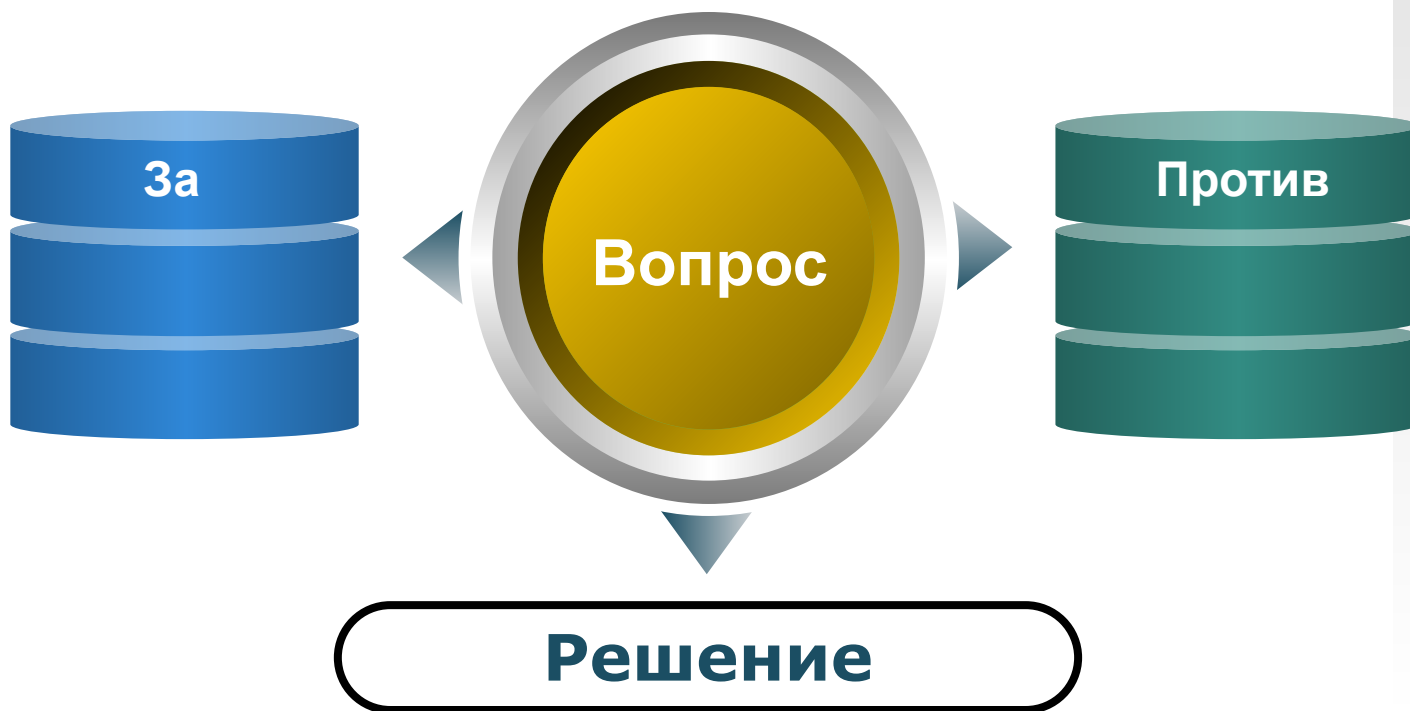 За
Вопрос
Против
Решение